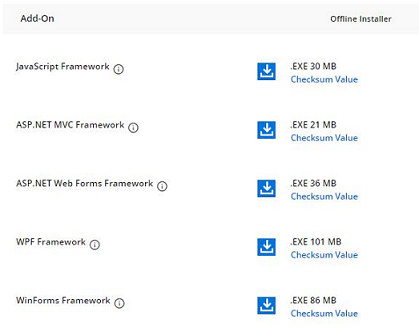 Add-On Offline Installer
JavaScript Framework .EXE 30 MB
Checksum Value
ASP.NET MVC Framework .EXE 21 MB
Checksum Value
ASP.NET Web Forms Framework .EXE 36 MB
Checksum Value
WPF Framework .EXE 101 MB
Checksum Value
WinForms Framework .EXE 86 MB
Checksum Value